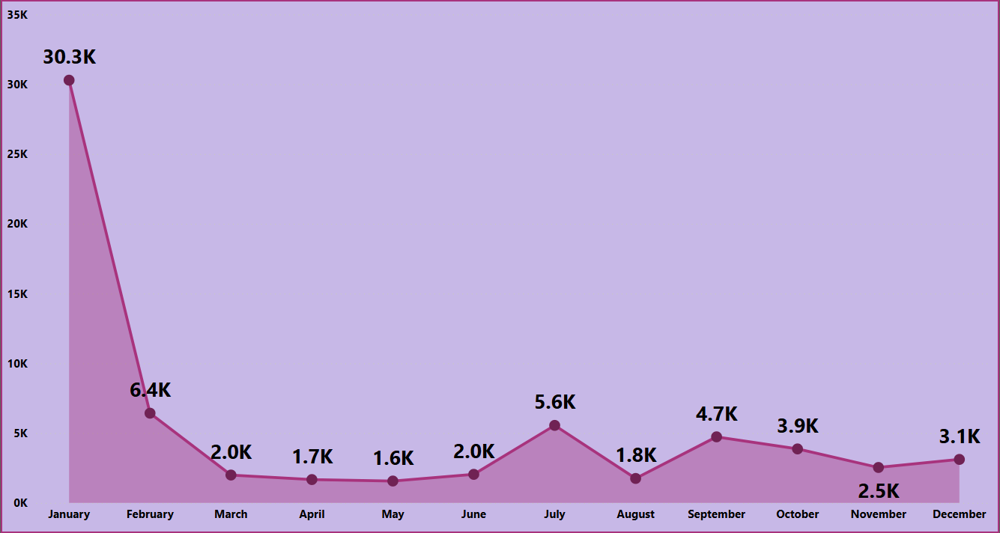 35K
30.3K
30K
25K
20K
15K
10K
6.4K
5.6K
4.7K
3.9K
5K
3.1K
2.0K
1.7K
1.6K
2.0K
1.8K
2.5K
0K
January February March April May June July August September October November December